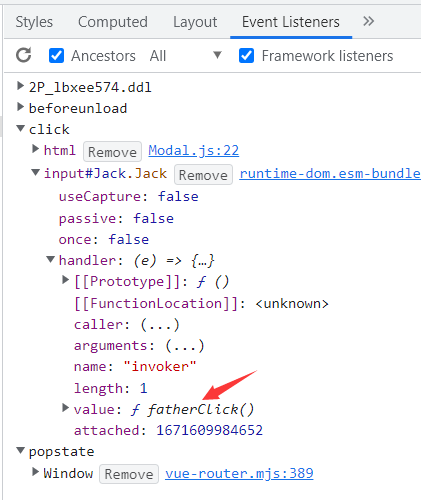 Styles Computed Layout Event Listeners »
Ancestors All ▼ Framework listeners
▶ 2P_lbxee574.ddl
▶ beforeunload
▼ click
▶ html Remove Modal.js:22
▼ input#Jack.Jack Remove runtime-dom.esm-bundle
useCapture: false
passive: false
once: false
▼ handler: (e) => {…}
▶ [[Prototype]]: ƒ ()
[[FunctionLocation]]: <unknown>
caller: (...)
arguments: (...)
name: "invoker"
length: 1
▶ value: ƒ fatherClick()
attached: 1671609984652
▼ popstate
▶ Window Remove vue-router.mjs:389